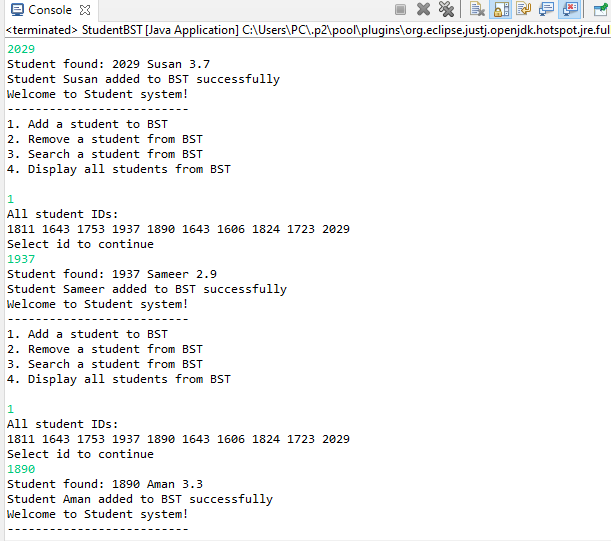 Console
<terminated> StudentBST [Java Application] C:\Users\PC\.p2\pool\plugins\org.eclipse.justj.openjdk.hotspot.jre.full
2029
Student found: 2029 Susan 3.7
Student Susan added to BST successfully
Welcome to Student system!
--------------------------
1. Add a student to BST
2. Remove a student from BST
3. Search a student from BST
4. Display all students from BST
1
All student IDs:
1811 1643 1753 1937 1890 1643 1606 1824 1723 2029
Select id to continue
1937
Student found: 1937 Sameer 2.9
Student Sameer added to BST successfully
Welcome to Student system!
--------------------------
1. Add a student to BST
2. Remove a student from BST
3. Search a student from BST
4. Display all students from BST
1
All student IDs:
1811 1643 1753 1937 1890 1643 1606 1824 1723 2029
Select id to continue
1890
Student found: 1890 Aman 3.3
Student Aman added to BST successfully
Welcome to Student system!
--------------------------